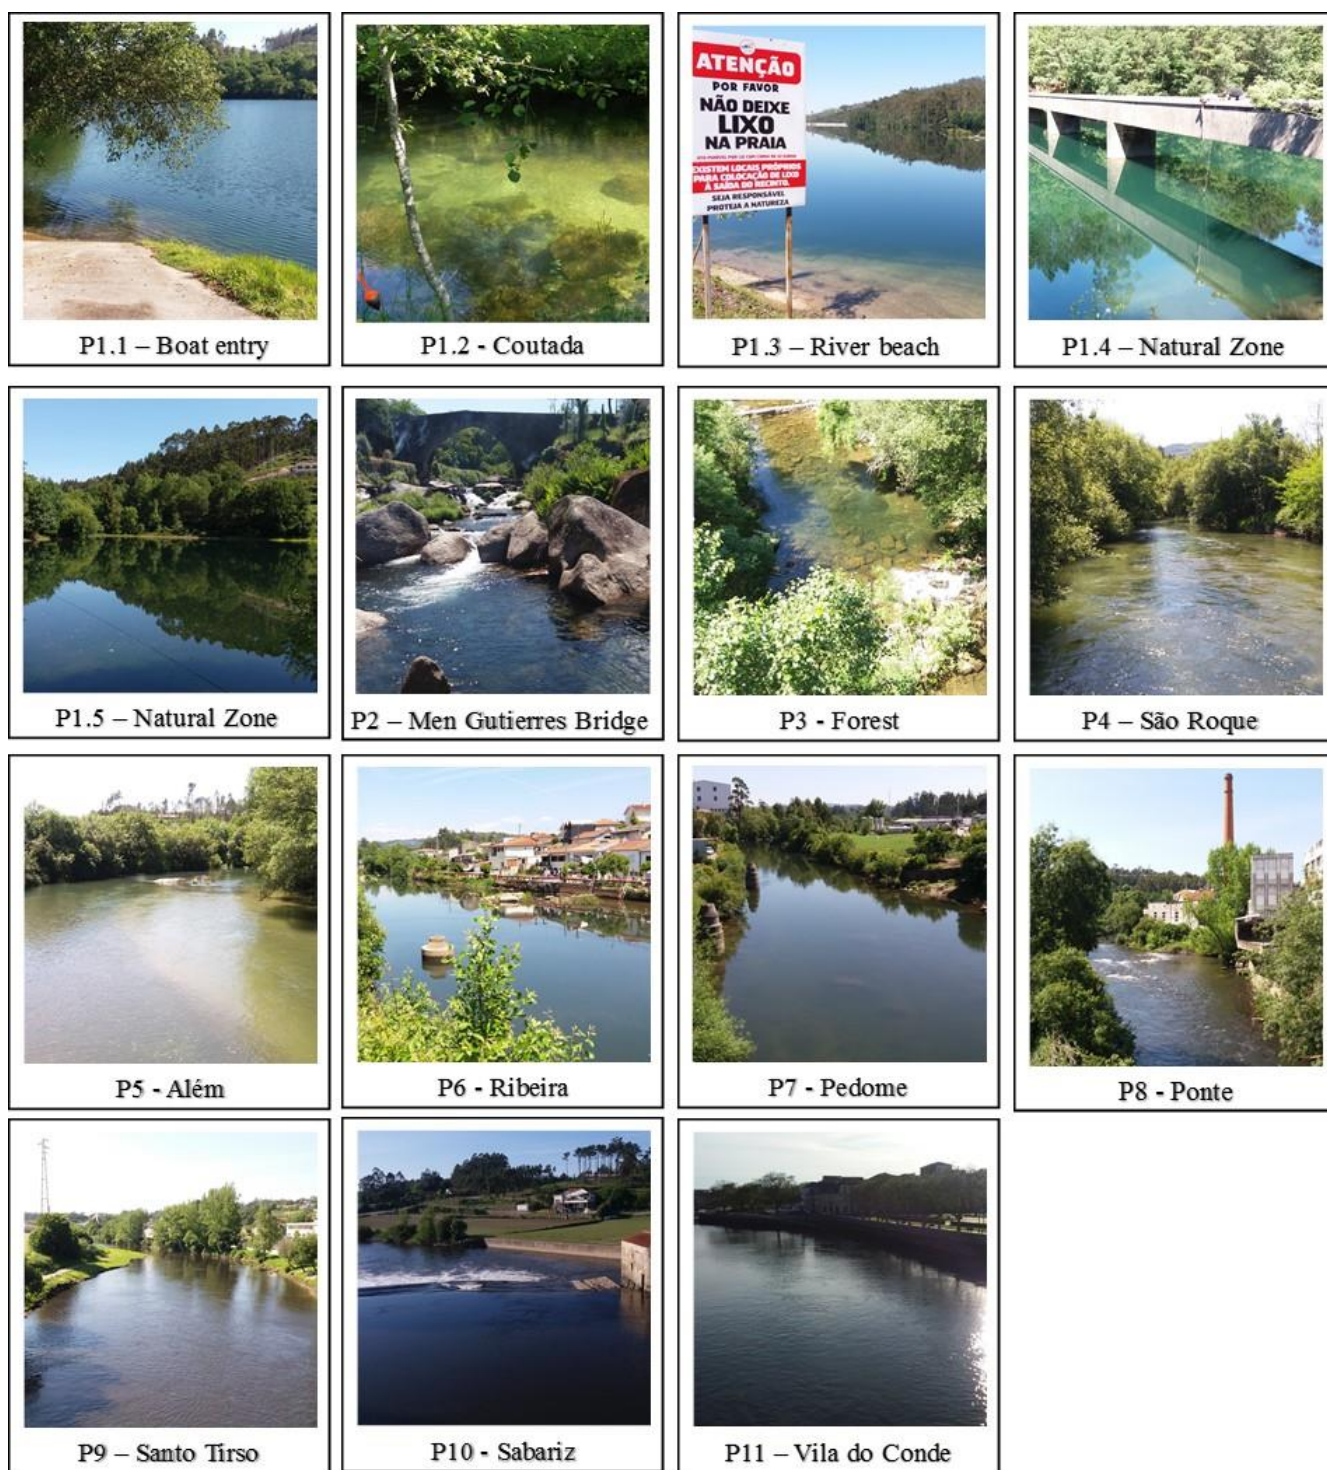 ATENÇÃO
POR FAVOR
NÃO DEIXE
LIXO
NA PRAIA
EXISTEM LOCAIS PRÓPRIOS
PARA COLOCAÇÃO DE LIXO
À SAÍDA DO RECINTO.
SEJA RESPONSÁVEL
PROTEJA A NATUREZA
P1.1 – Boat entry
P1.2 - Coutada
P1.3 – River beach
P1.4 – Natural Zone
P1.5 – Natural Zone
P2 – Men Gutierres Bridge
P3 - Forest
P4 – São Roque
P5 - Além
P6 - Ribeira
P7 - Pedome
P8 - Ponte
P9 – Santo Tirso
P10 - Sabariz
P11 – Vila do Conde